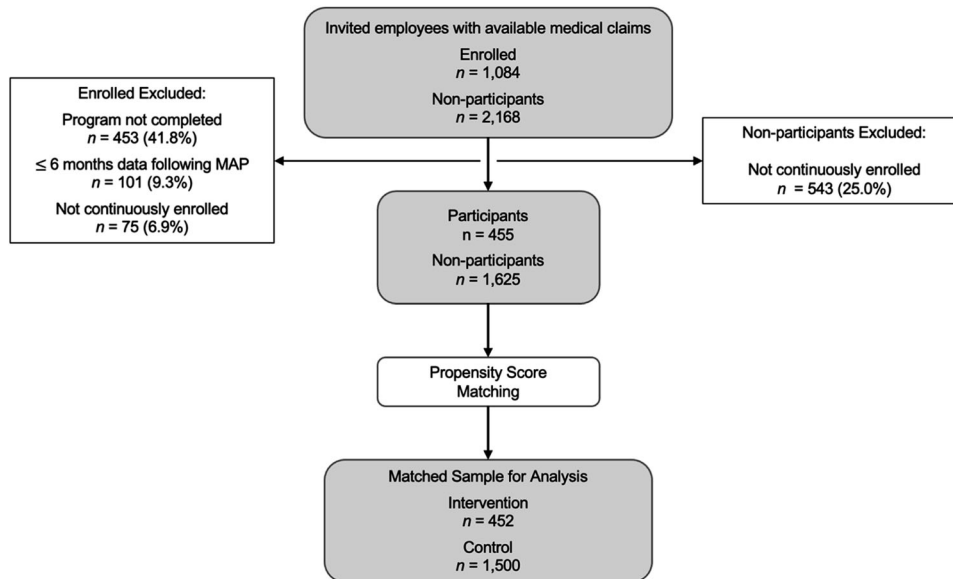 Invited employees with available medical claims
Enrolled
n = 1,084
Non-participants
n = 2,168
Enrolled Excluded:
Program not completed
n = 453 (41.8%)
≤ 6 months data following MAP
n = 101 (9.3%)
Not continuously enrolled
n = 75 (6.9%)
Non-participants Excluded:
Not continuously enrolled
n = 543 (25.0%)
Participants
n = 455
Non-participants
n = 1,625
Propensity Score
Matching
Matched Sample for Analysis
Intervention
n = 452
Control
n = 1,500